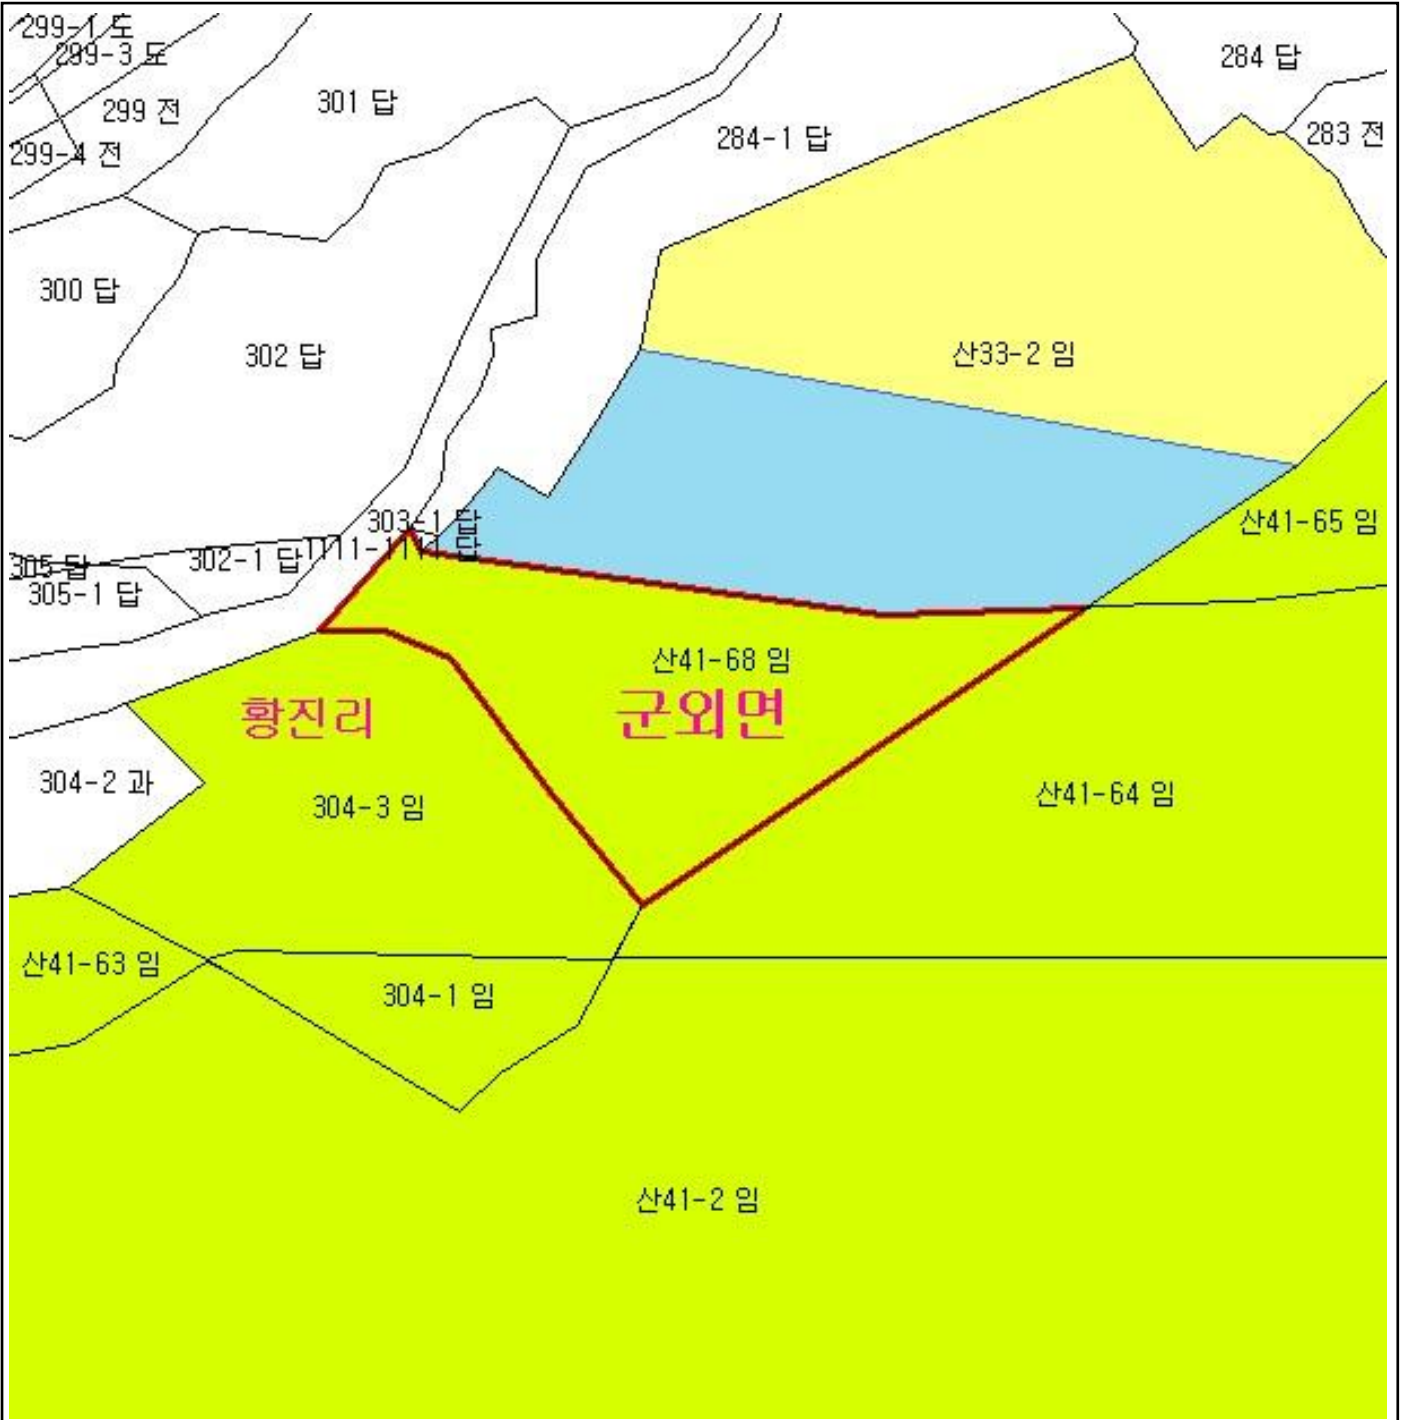 299-1 도
299-3 도
284 답
301 답
299 전
284-1 답
283 전
299-4 전
300 답
302 답
산33-2 임
303-1 답
산41-65 임
302-1 답
305 답
305-1 답
산41-68 임
황진리
군외면
304-2 과
304-3 임
산41-64 임
산41-63 임
304-1 임
산41-2 임